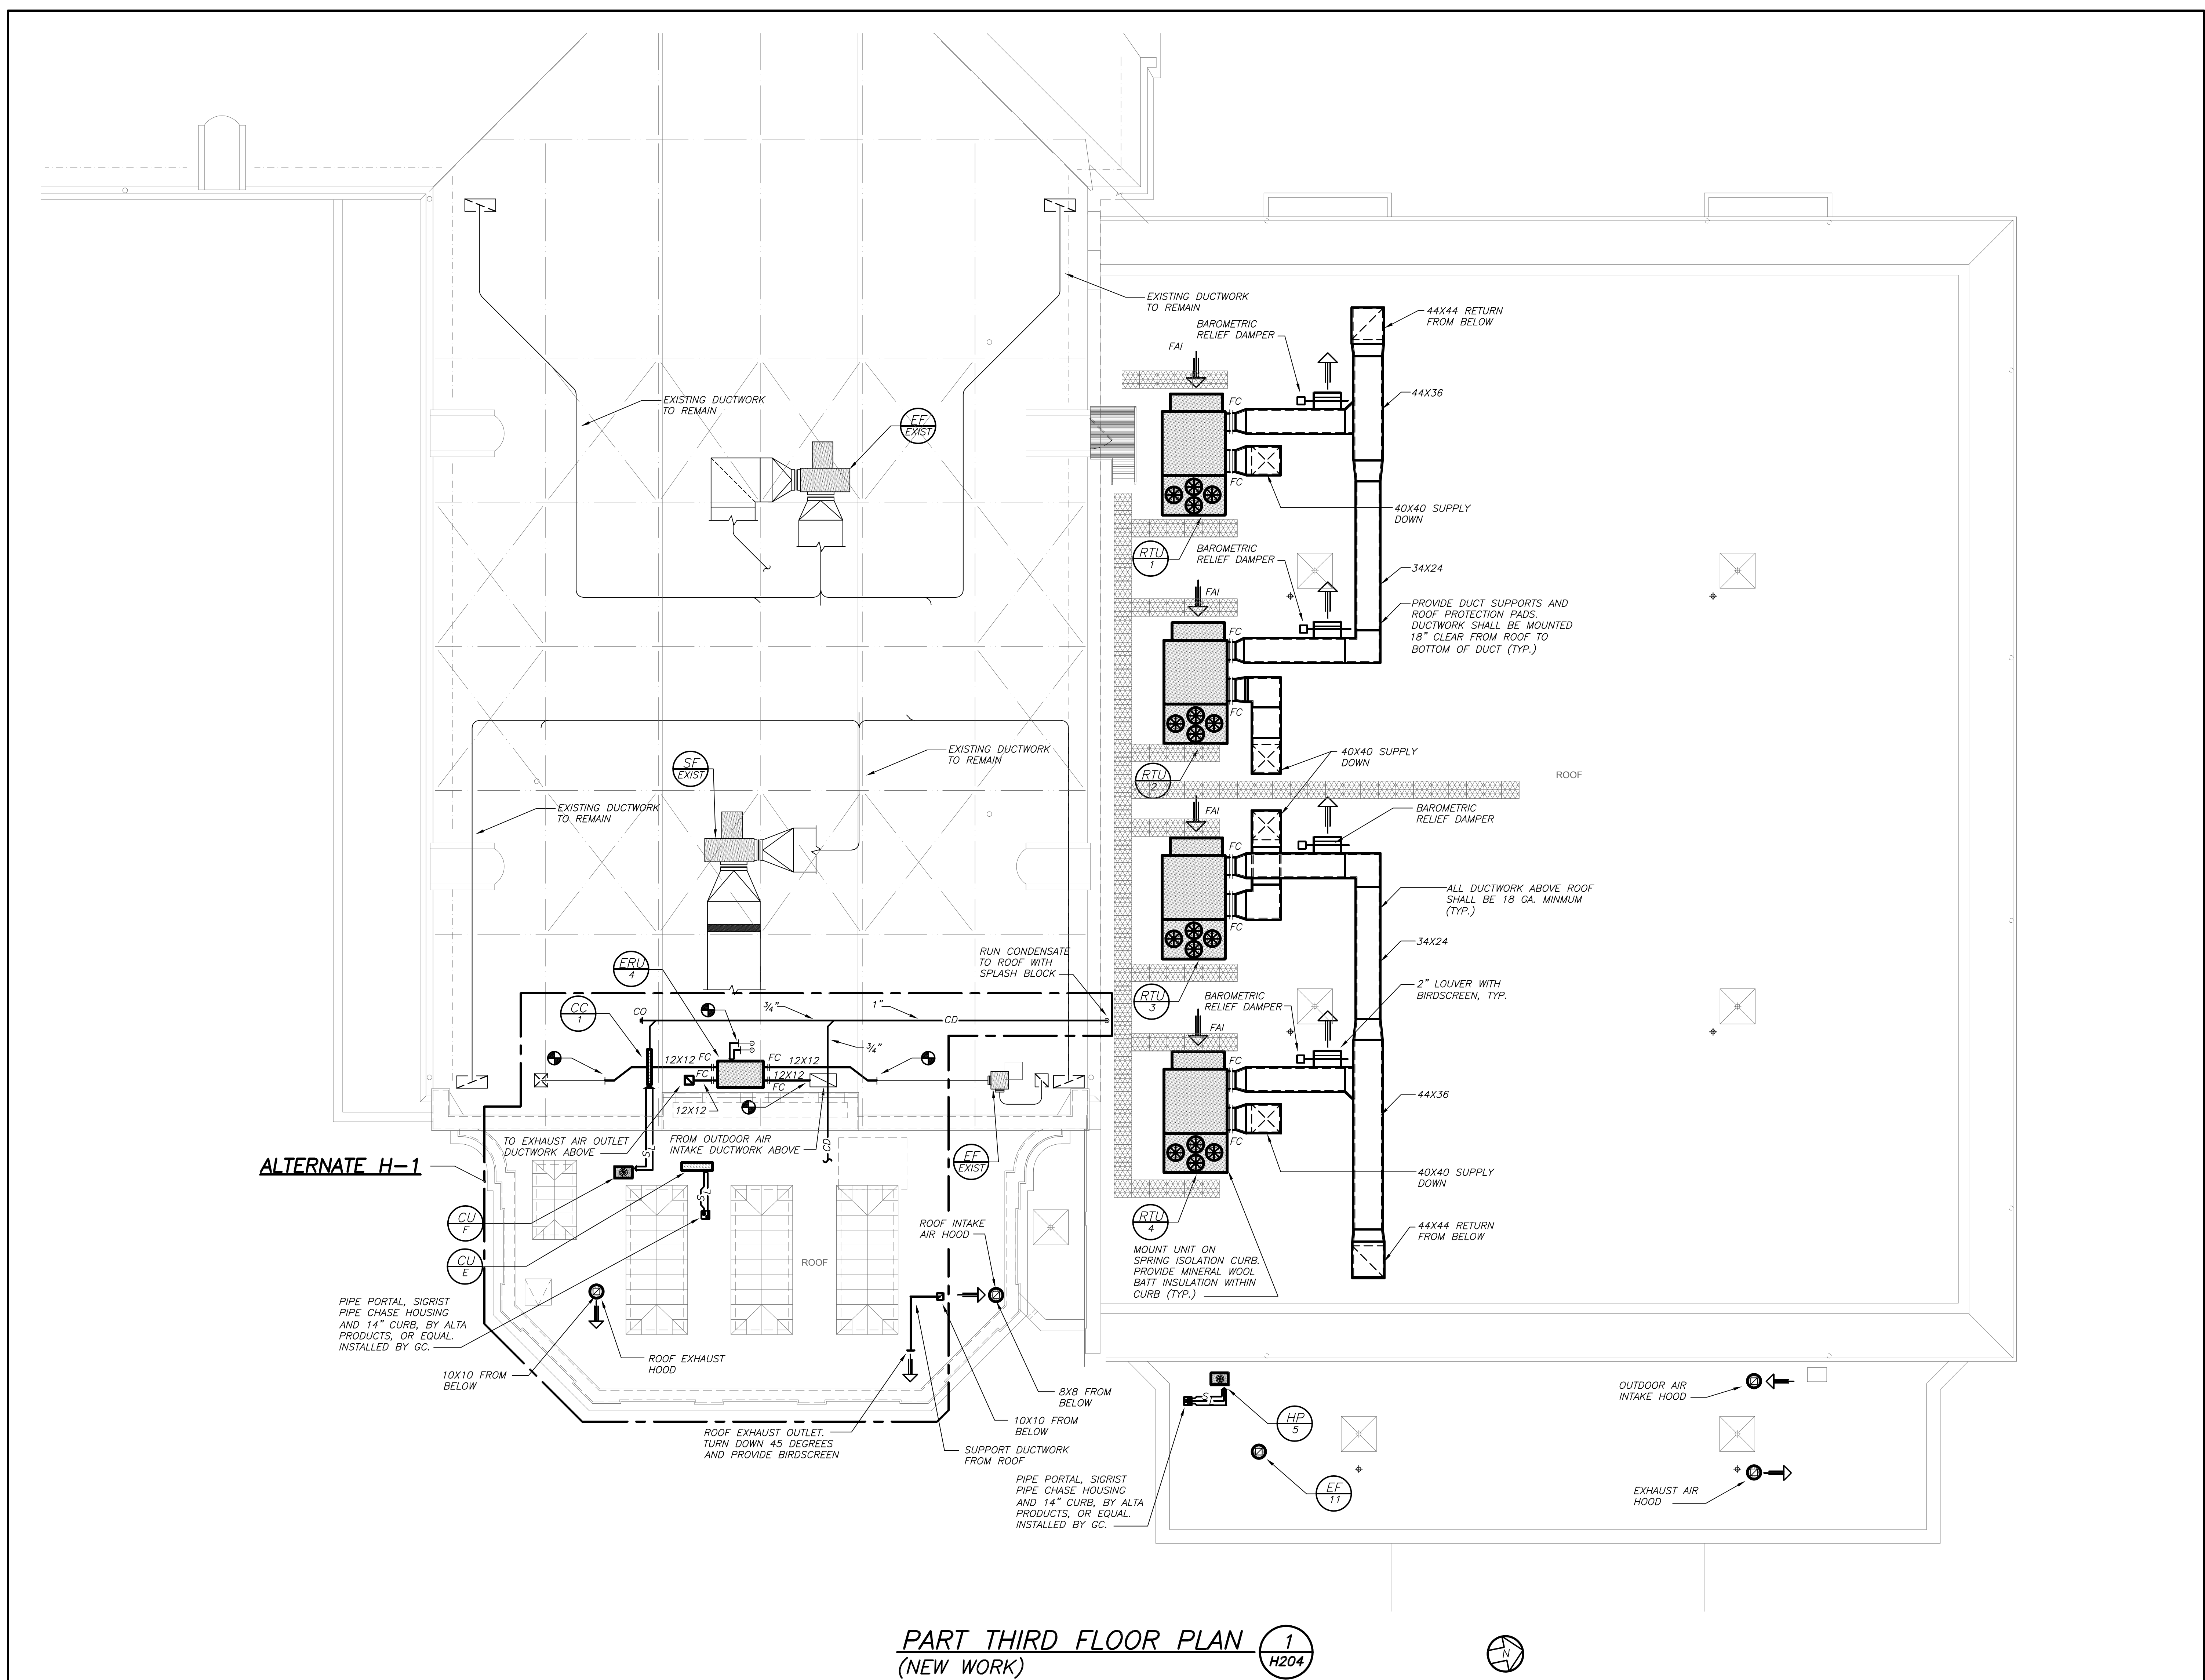 EXISTING DUCTWORK
TO REMAIN
BAROMETRIC
RELIEF DAMPER
FAI
44X44 RETURN
FROM BELOW
44X36
FC
EXISTING DUCTWORK
TO REMAIN
EF
EXIST
FC
40X40 SUPPLY
DOWN
RTU
1
BAROMETRIC
RELIEF DAMPER
34X24
FAI
PROVIDE DUCT SUPPORTS AND
ROOF PROTECTION PADS.
DUCTWORK SHALL BE MOUNTED
18" CLEAR FROM ROOF TO
BOTTOM OF DUCT (TYP.)
FC
FC
EXISTING DUCTWORK
TO REMAIN
SF
EXIST
40X40 SUPPLY
DOWN
RTU
2
ROOF
EXISTING DUCTWORK
TO REMAIN
FAI
BAROMETRIC
RELIEF DAMPER
FC
ALL DUCTWORK ABOVE ROOF
SHALL BE 18 GA. MINMUM
(TYP.)
FC
34X24
RUN CONDENSATE
TO ROOF WITH
SPLASH BLOCK
ERU
4
RTU
3
BAROMETRIC
RELIEF DAMPER
2" LOUVER WITH
BIRDSCREEN, TYP.
CC
1
CO
¾"
1"
CD
FAI
¾"
12X12
FC
FC
12X12
FC
FC
12X12
12X12
FC
44X36
FC
TO EXHAUST AIR OUTLET
DUCTWORK ABOVE
FROM OUTDOOR AIR
INTAKE DUCTWORK ABOVE
CD
S
L
EF
EXIST
ALTERNATE H-1
40X40 SUPPLY
DOWN
S
L
CU
F
RTU
4
ROOF INTAKE
AIR HOOD
44X44 RETURN
FROM BELOW
CU
E
ROOF
MOUNT UNIT ON
SPRING ISOLATION CURB.
PROVIDE MINERAL WOOL
BATT INSULATION WITHIN
CURB (TYP.)
PIPE PORTAL, SIGRIST
PIPE CHASE HOUSING
AND 14" CURB, BY ALTA
PRODUCTS, OR EQUAL.
INSTALLED BY GC.
ROOF EXHAUST
HOOD
10X10 FROM
BELOW
8X8 FROM
BELOW
S
L
OUTDOOR AIR
INTAKE HOOD
HP
5
10X10 FROM
BELOW
ROOF EXHAUST OUTLET.
TURN DOWN 45 DEGREES
AND PROVIDE BIRDSCREEN
SUPPORT DUCTWORK
FROM ROOF
PIPE PORTAL, SIGRIST
PIPE CHASE HOUSING
AND 14" CURB, BY ALTA
PRODUCTS, OR EQUAL.
INSTALLED BY GC.
EF
11
EXHAUST AIR
HOOD
PART THIRD FLOOR PLAN
(NEW WORK)
1
H204
N